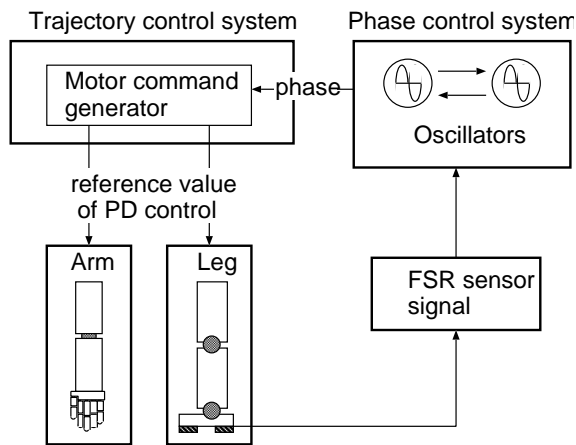 Trajectory control system
Phase control system
Motor command
generator
phase
Oscillators
reference value
of PD control
Arm
Leg
FSR sensor
signal